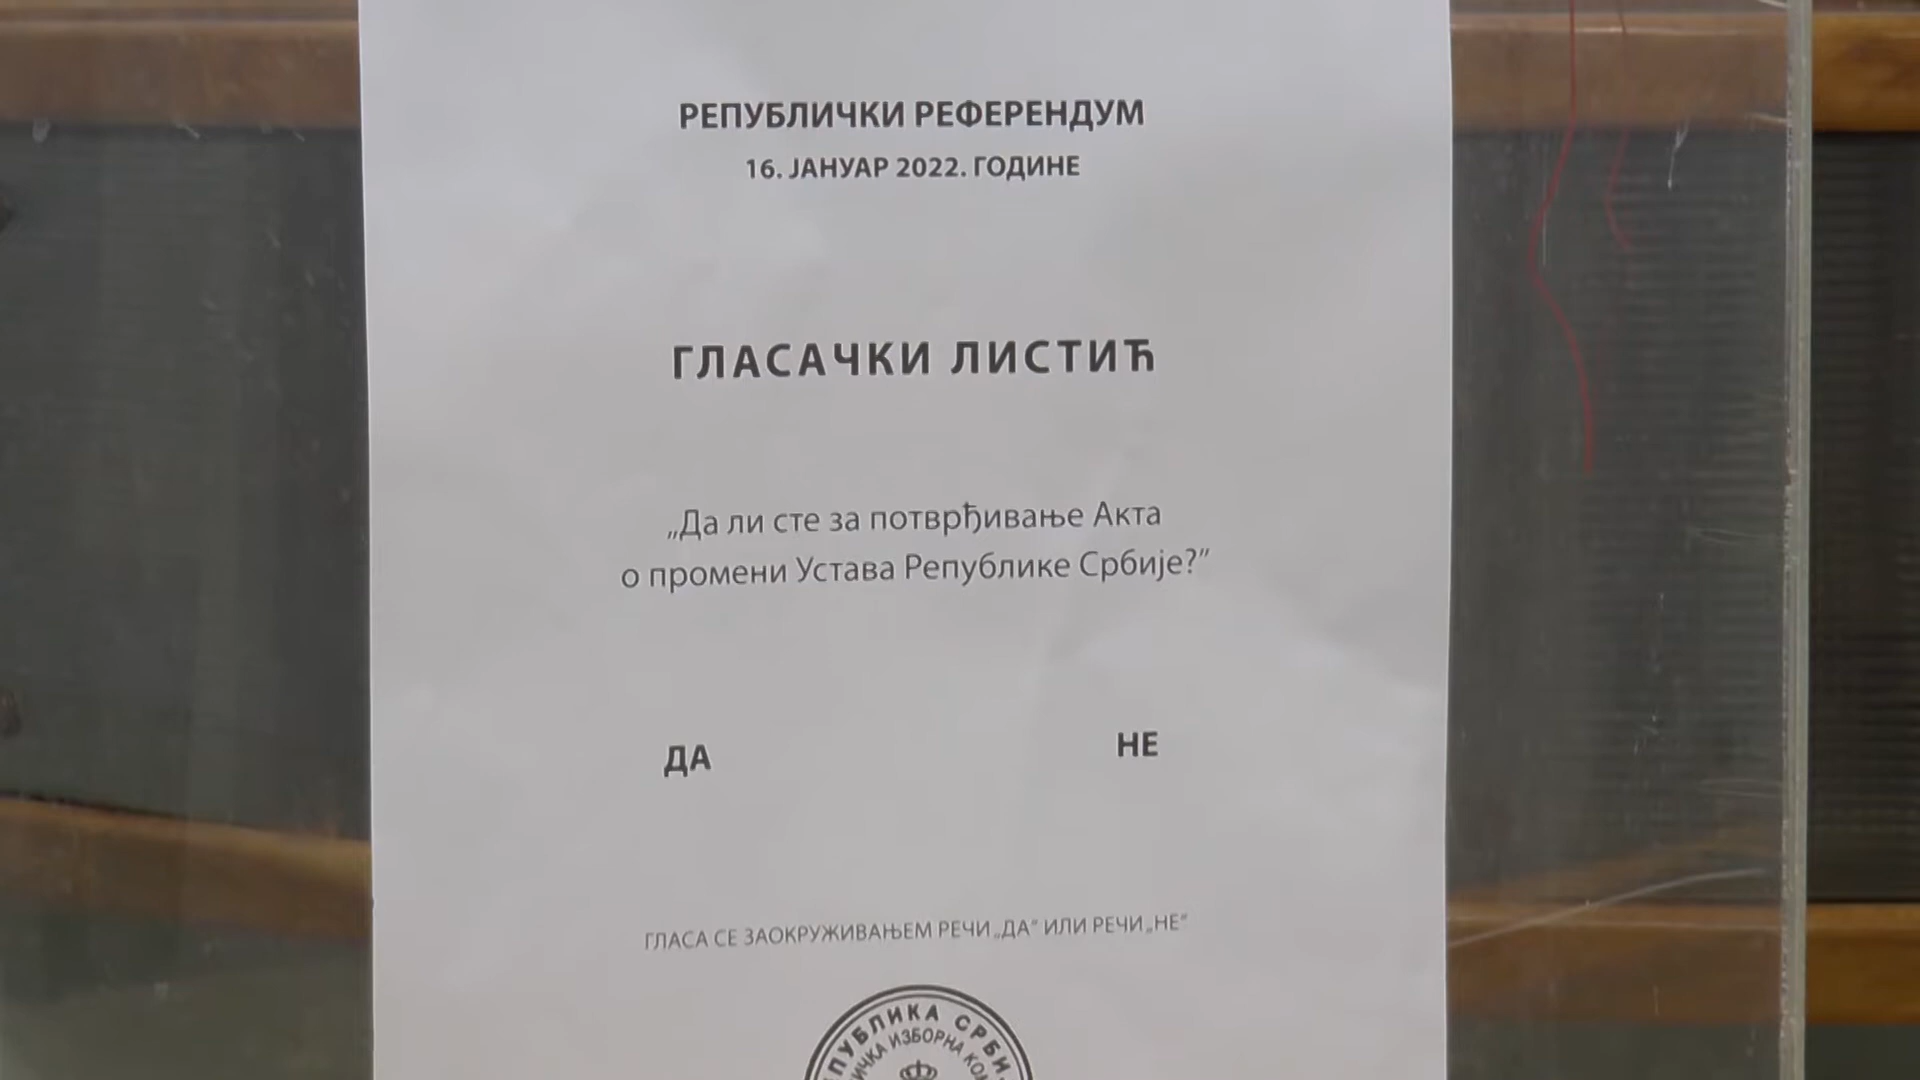 РЕПУБЛИЧКИ РЕФЕРЕНДУМ
16. ЈАНУАР 2022. ГОДИНЕ
ГЛАСАЧКИ ЛИСТИЋ
„Да ли сте за потврђивање Акта
о промени Устава Републике Србије?”
ДА НЕ
ГЛАСА СЕ ЗАОКРУЖИВАЊЕМ РЕЧИ „ДА“ ИЛИ РЕЧИ „НЕ“
ИЗБОРНА